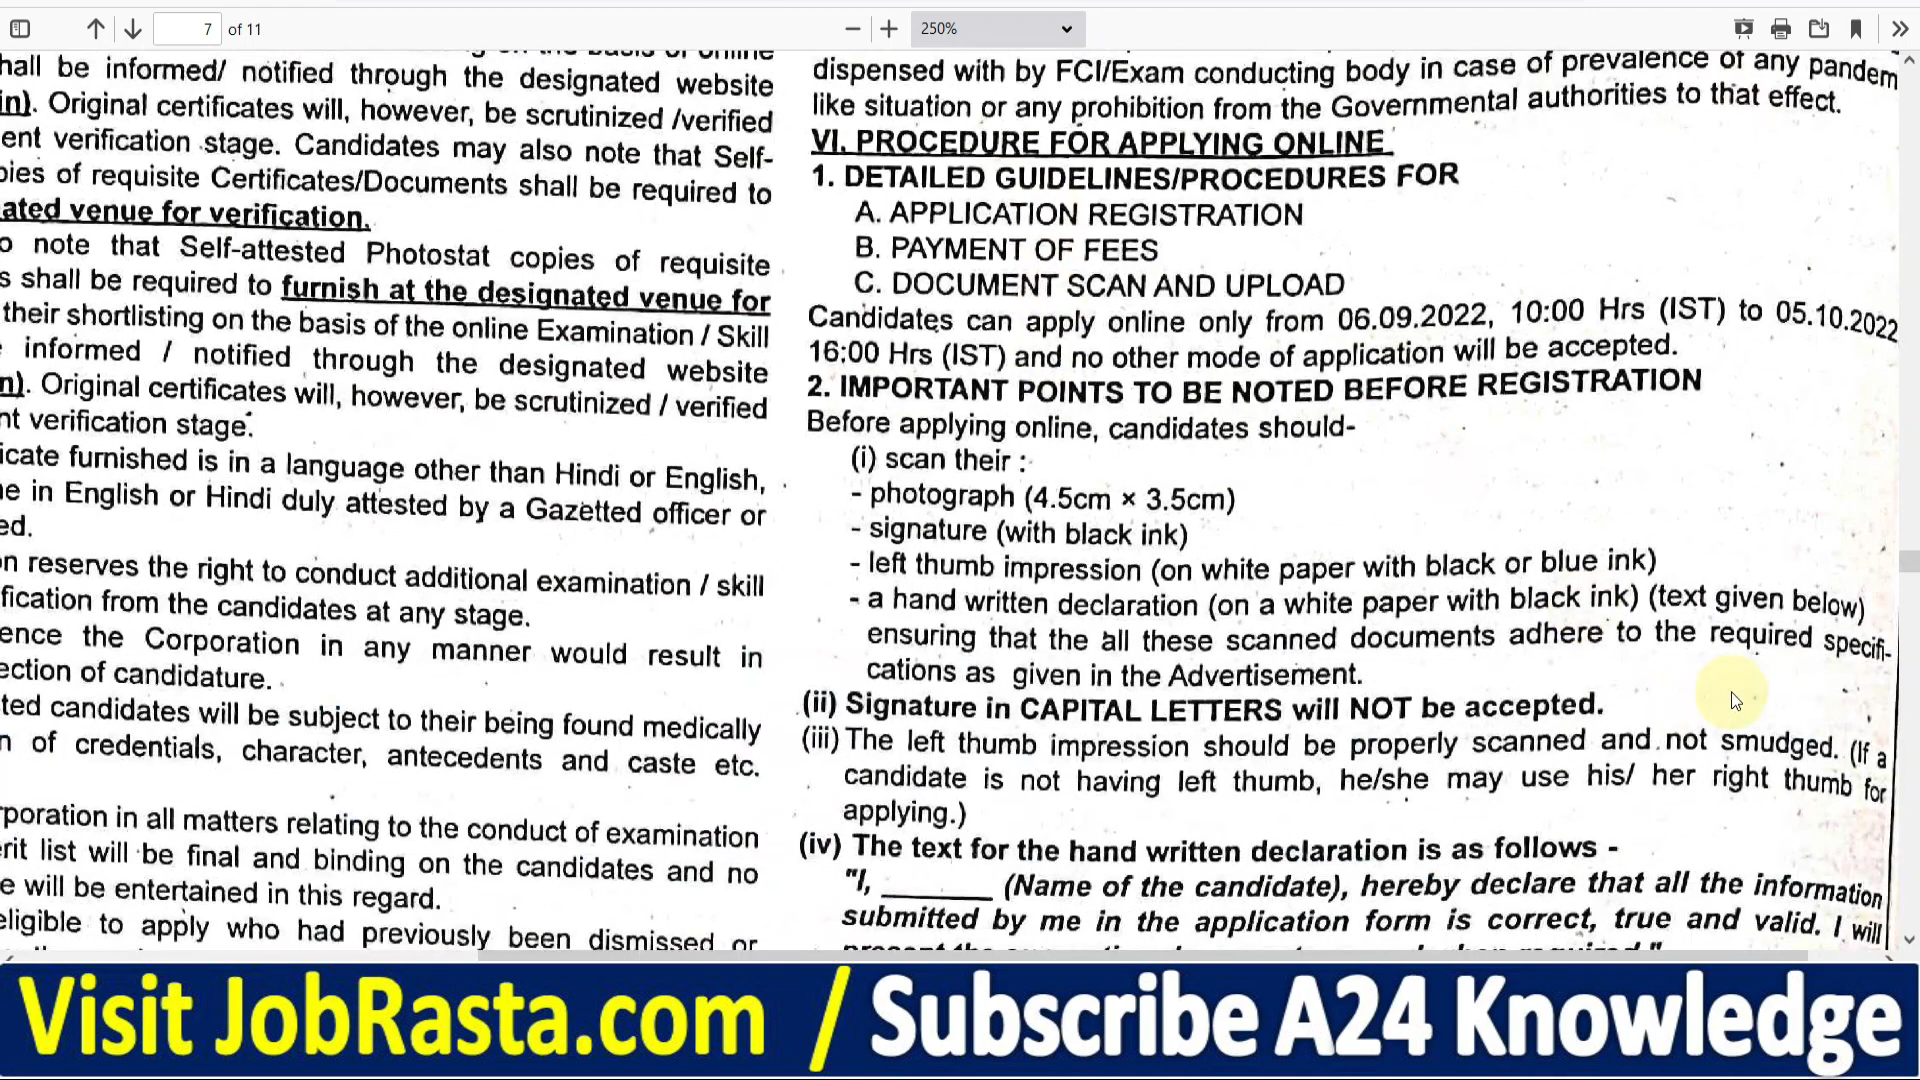 7 of 11
250%
hall be informed/ notified through the designated website
in). Original certificates will, however, be scrutinized /verified
ent verification stage. Candidates may also note that Self-
pies of requisite Certificates/Documents shall be required to
ated venue for verification.
o note that Self-attested Photostat copies of requisite
s shall be required to furnish at the designated venue for
their shortlisting on the basis of the online Examination / Skill
informed / notified through the designated website
n). Original certificates will, however, be scrutinized / verified
nt verification stage.
icate furnished is in a language other than Hindi or English,
e in English or Hindi duly attested by a Gazetted officer or
ed.
n reserves the right to conduct additional examination / skill
fication from the candidates at any stage.
ence the Corporation in any manner would result in
ection of candidature.
ted candidates will be subject to their being found medically
n of credentials, character, antecedents and caste etc.
rporation in all matters relating to the conduct of examination
erit list will be final and binding on the candidates and no
e will be entertained in this regard.
eligible to apply who had previously been dismissed or
dispensed with by FCI/Exam conducting body in case of prevalence of any pandem
like situation or any prohibition from the Governmental authorities to that effect.
VI. PROCEDURE FOR APPLYING ONLINE
1. DETAILED GUIDELINES/PROCEDURES FOR
A. APPLICATION REGISTRATION
B. PAYMENT OF FEES
C. DOCUMENT SCAN AND UPLOAD
Candidates can apply online only from 06.09.2022, 10:00 Hrs (IST) to 05.10.2022
16:00 Hrs (IST) and no other mode of application will be accepted.
2. IMPORTANT POINTS TO BE NOTED BEFORE REGISTRATION
Before applying online, candidates should-
(i) scan their :
- photograph (4.5cm × 3.5cm)
- signature (with black ink)
- left thumb impression (on white paper with black or blue ink)
- a hand written declaration (on a white paper with black ink) (text given below)
ensuring that the all these scanned documents adhere to the required specifi-
cations as given in the Advertisement.
(ii) Signature in CAPITAL LETTERS will NOT be accepted.
(iii) The left thumb impression should be properly scanned and not smudged. (If a
candidate is not having left thumb, he/she may use his/ her right thumb for
applying.)
(iv) The text for the hand written declaration is as follows -
"I, _______ (Name of the candidate), hereby declare that all the information
submitted by me in the application form is correct, true and valid. I will
Visit JobRasta.com / Subscribe A24 Knowledge